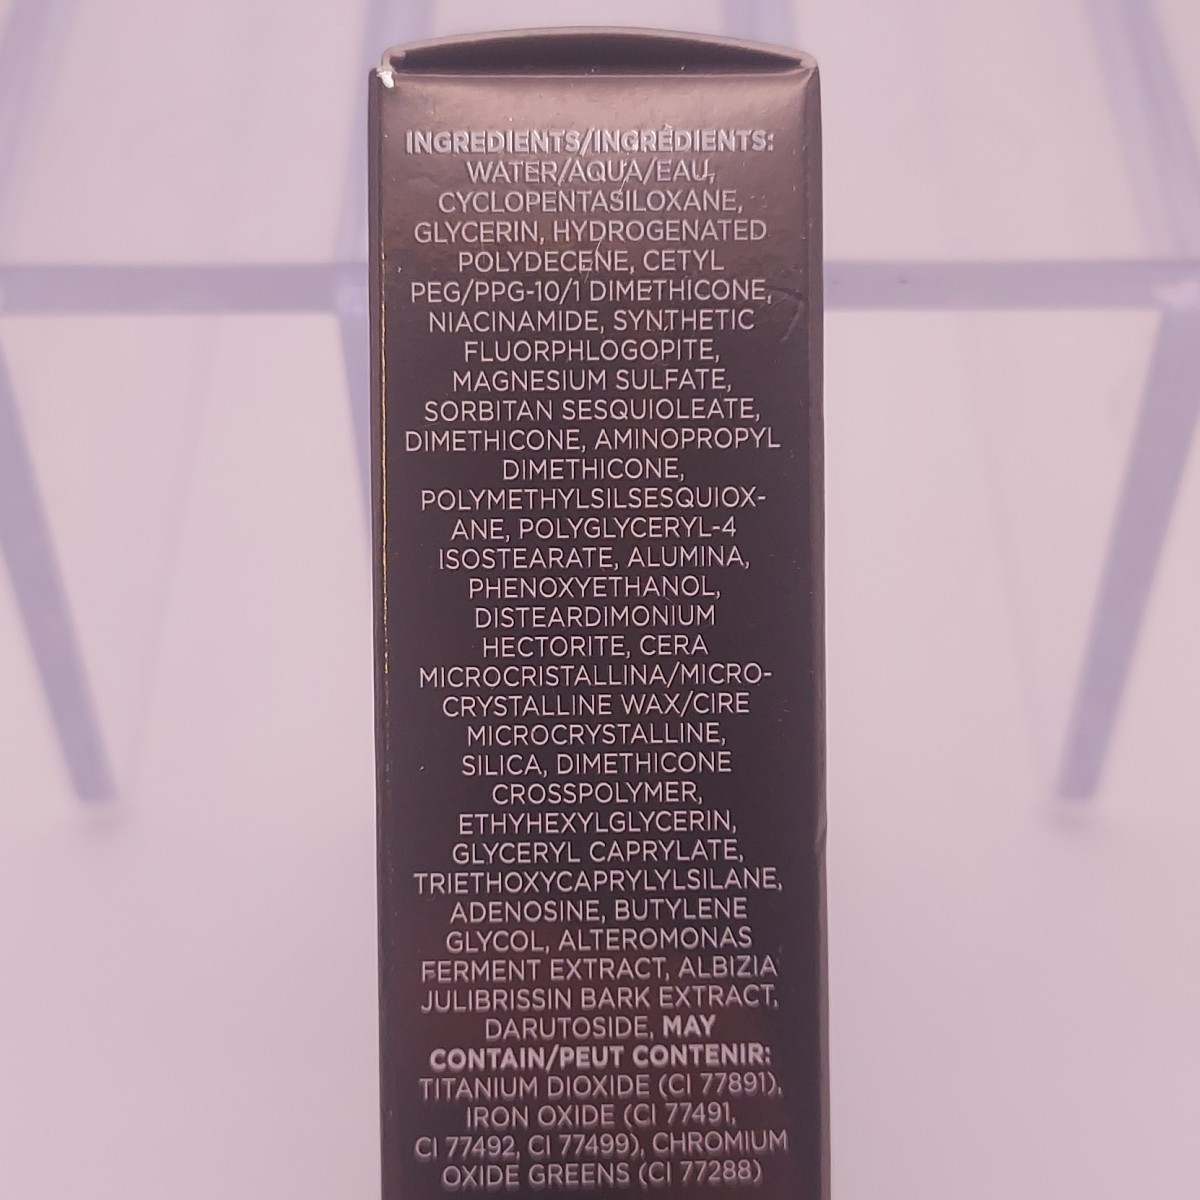 INGREDIENTS/INGRÉDIENTS:
WATER/AQUA/EAU,
CYCLOPENTASILOXANE,
GLYCERIN, HYDROGENATED
POLYDECENE, CETYL
PEG/PPG-10/1 DIMETHICONE,
NIACINAMIDE, SYNTHETIC
FLUORPHLOGOPITE,
MAGNESIUM SULFATE,
SORBITAN SESQUIOLEATE,
DIMETHICONE, AMINOPROPYL
DIMETHICONE,
POLYMETHYLSILSESQUIOX-
ANE, POLYGLYCERYL-4
ISOSTEARATE, ALUMINA,
PHENOXYETHANOL,
DISTEARDIMONIUM
HECTORITE, CERA
MICROCRISTALLINA/MICRO-
CRYSTALLINE WAX/CIRE
MICROCRYSTALLINE,
SILICA, DIMETHICONE
CROSSPOLYMER,
ETHYHEXYLGLYCERIN,
GLYCERYL CAPRYLATE,
TRIETHOXYCAPRYLYLSILANE,
ADENOSINE, BUTYLENE
GLYCOL, ALTEROMONAS
FERMENT EXTRACT, ALBIZIA
JULIBRISSIN BARK EXTRACT,
DARUTOSIDE, MAY
CONTAIN/PEUT CONTENIR:
TITANIUM DIOXIDE (CI 77891),
IRON OXIDE (CI 77491,
CI 77492, CI 77499), CHROMIUM
OXIDE GREENS (CI 77288)